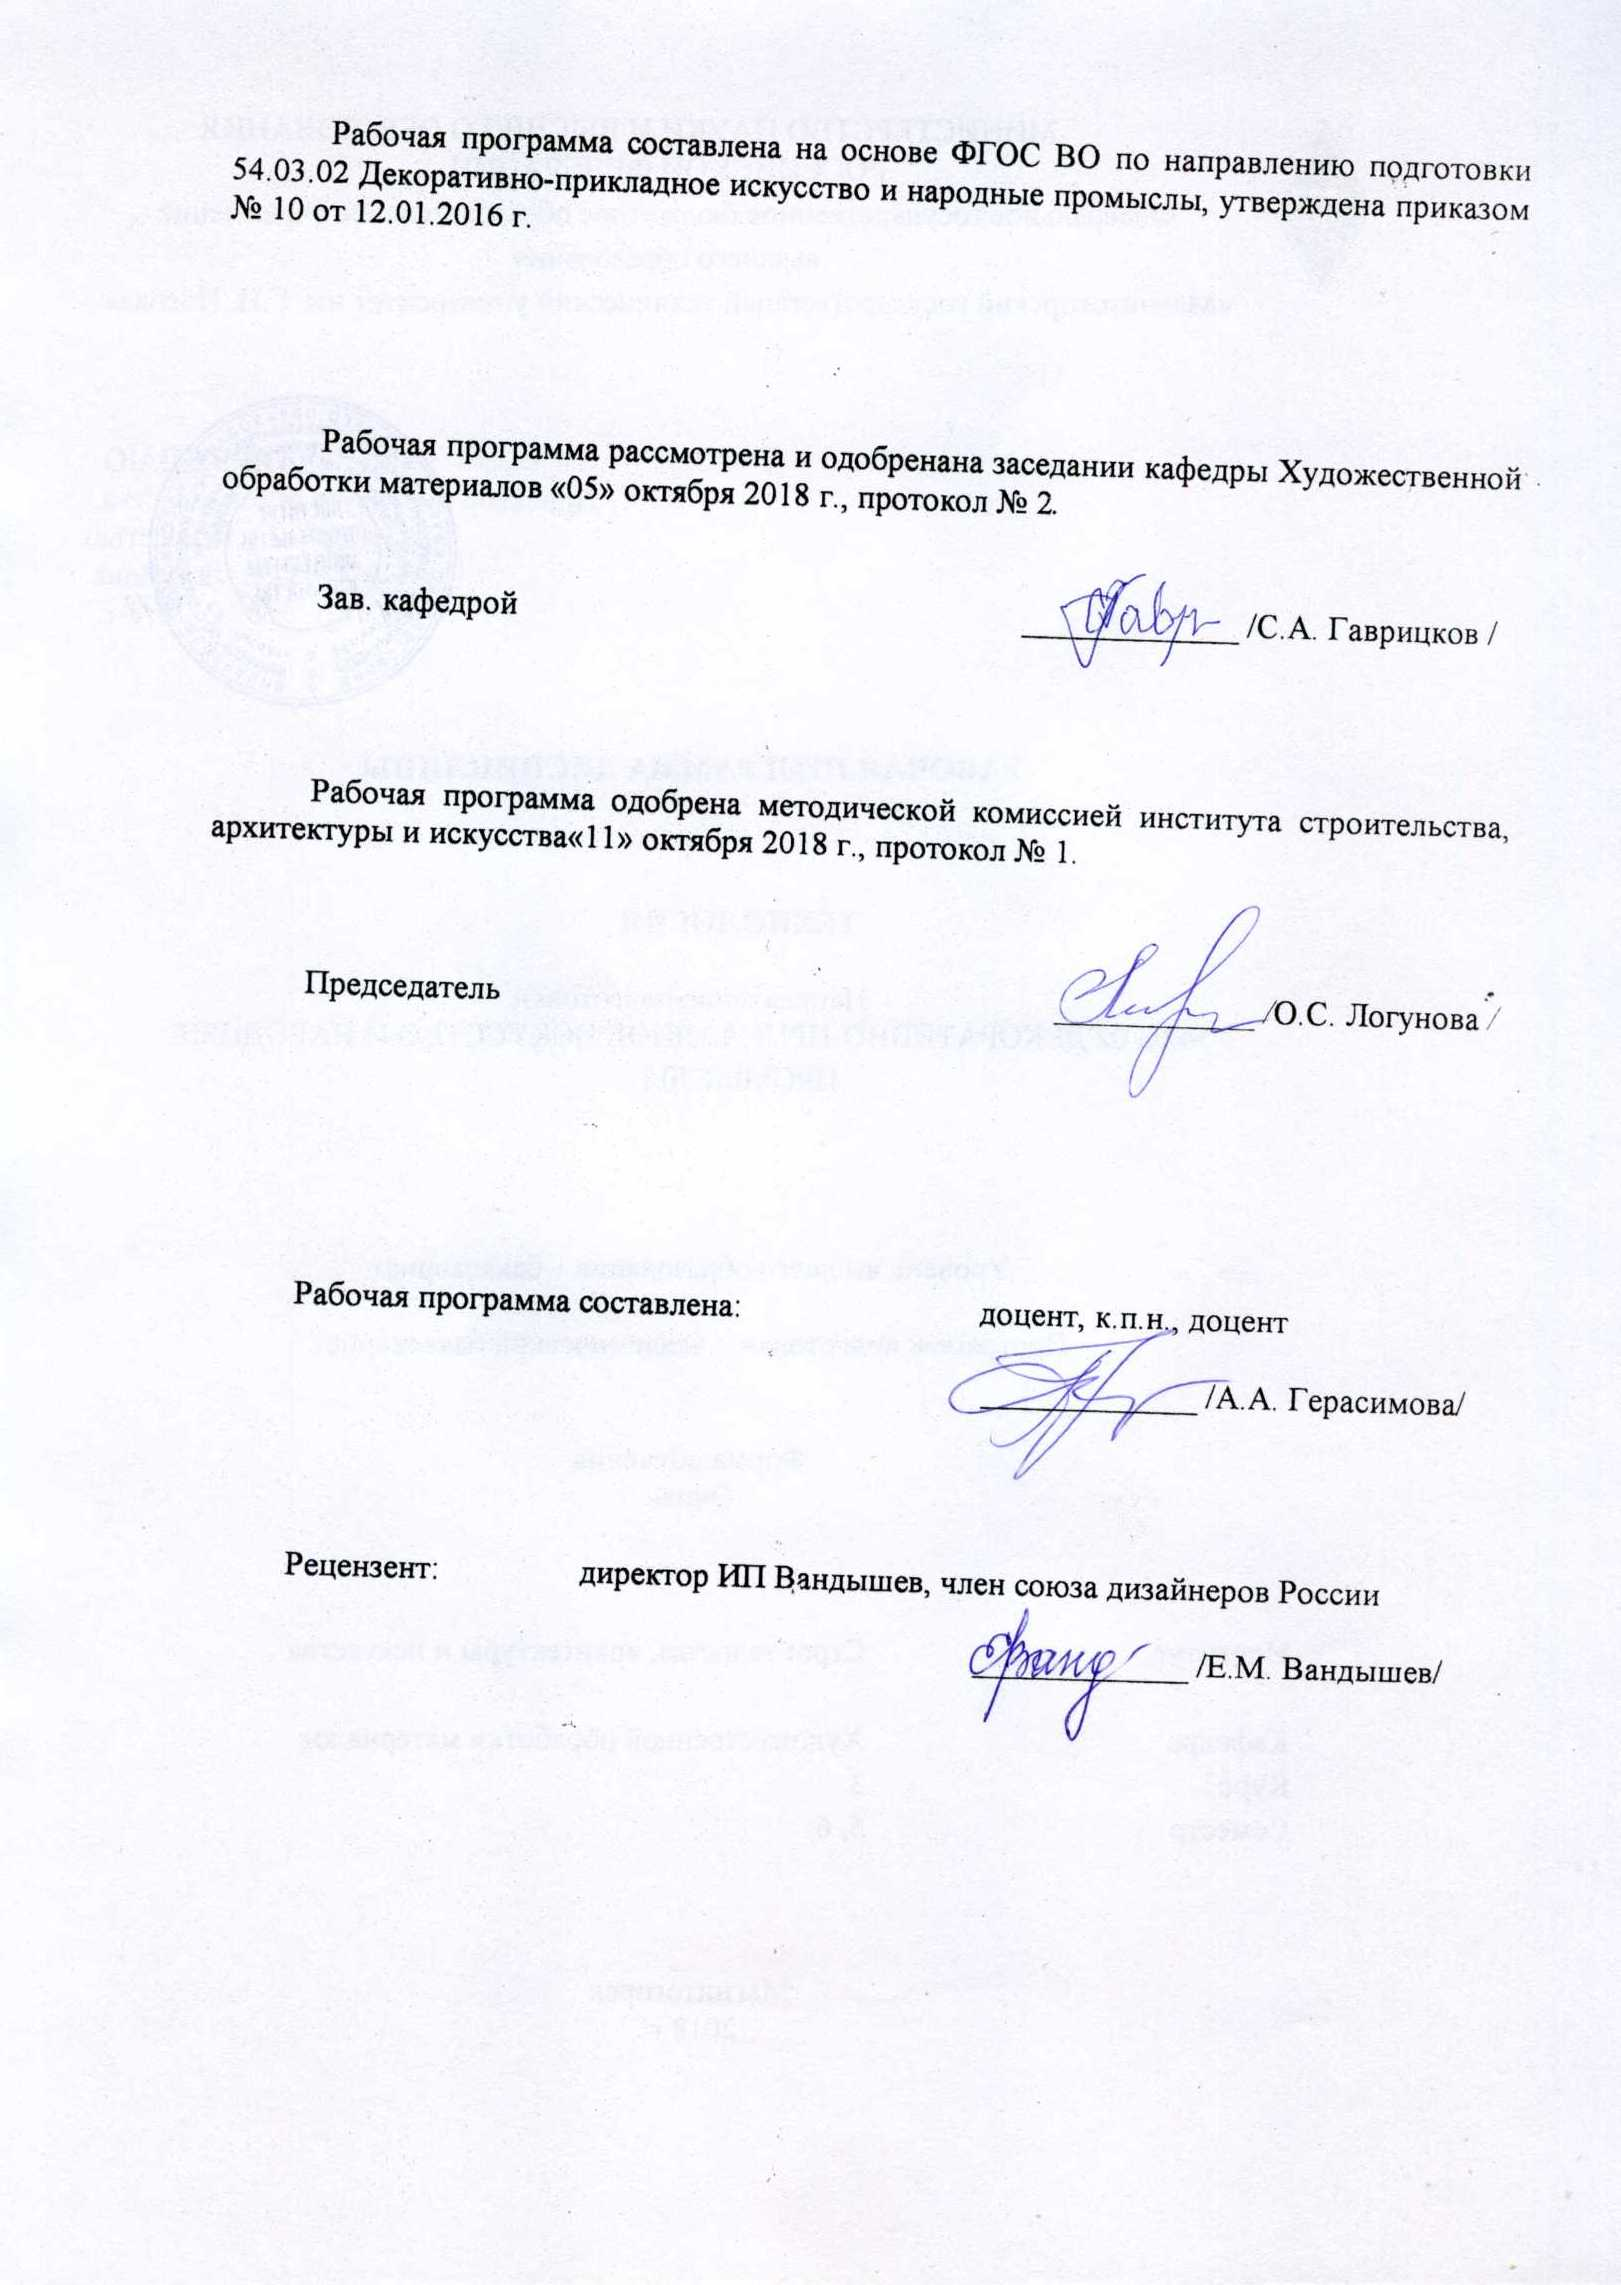 Рабочая программа составлена на основе ФГОС ВО по направлению подготовки
54.03.02 Декоративно-прикладное искусство и народные промыслы, утверждена приказом
№ 10 от 12.01.2016 г.
Рабочая программа рассмотрена и одобренана заседании кафедры Художественной
обработки материалов «05» октября 2018 г., протокол № 2.
Зав. кафедрой
/С.А. Гаврицков /
Рабочая программа одобрена методической комиссией института строительства,
архитектуры и искусства«11» октября 2018 г., протокол № 1.
Председатель
/О.С. Логунова /
Рабочая программа составлена:
доцент, к.п.н., доцент
/А.А. Герасимова/
Рецензент: директор ИП Вандышев, член союза дизайнеров России
/Е.М. Вандышев/